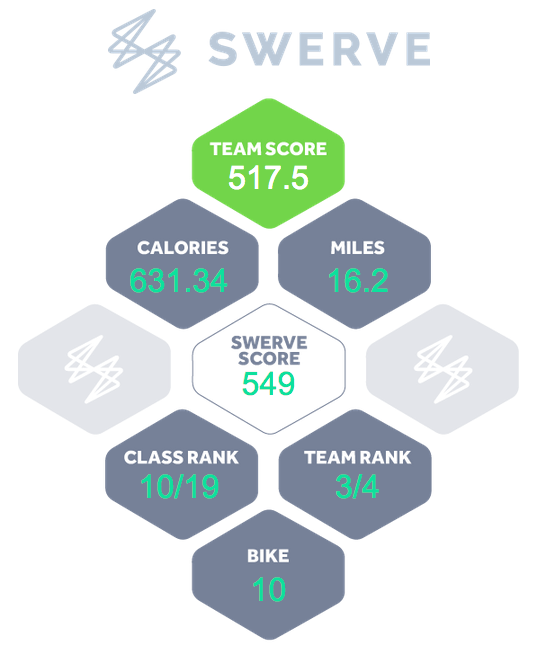 SWERVE
TEAM SCORE
517.5
CALORIES
631.34
MILES
16.2
SWERVE
SCORE
549
CLASS RANK
10/19
TEAM RANK
3/4
BIKE
10